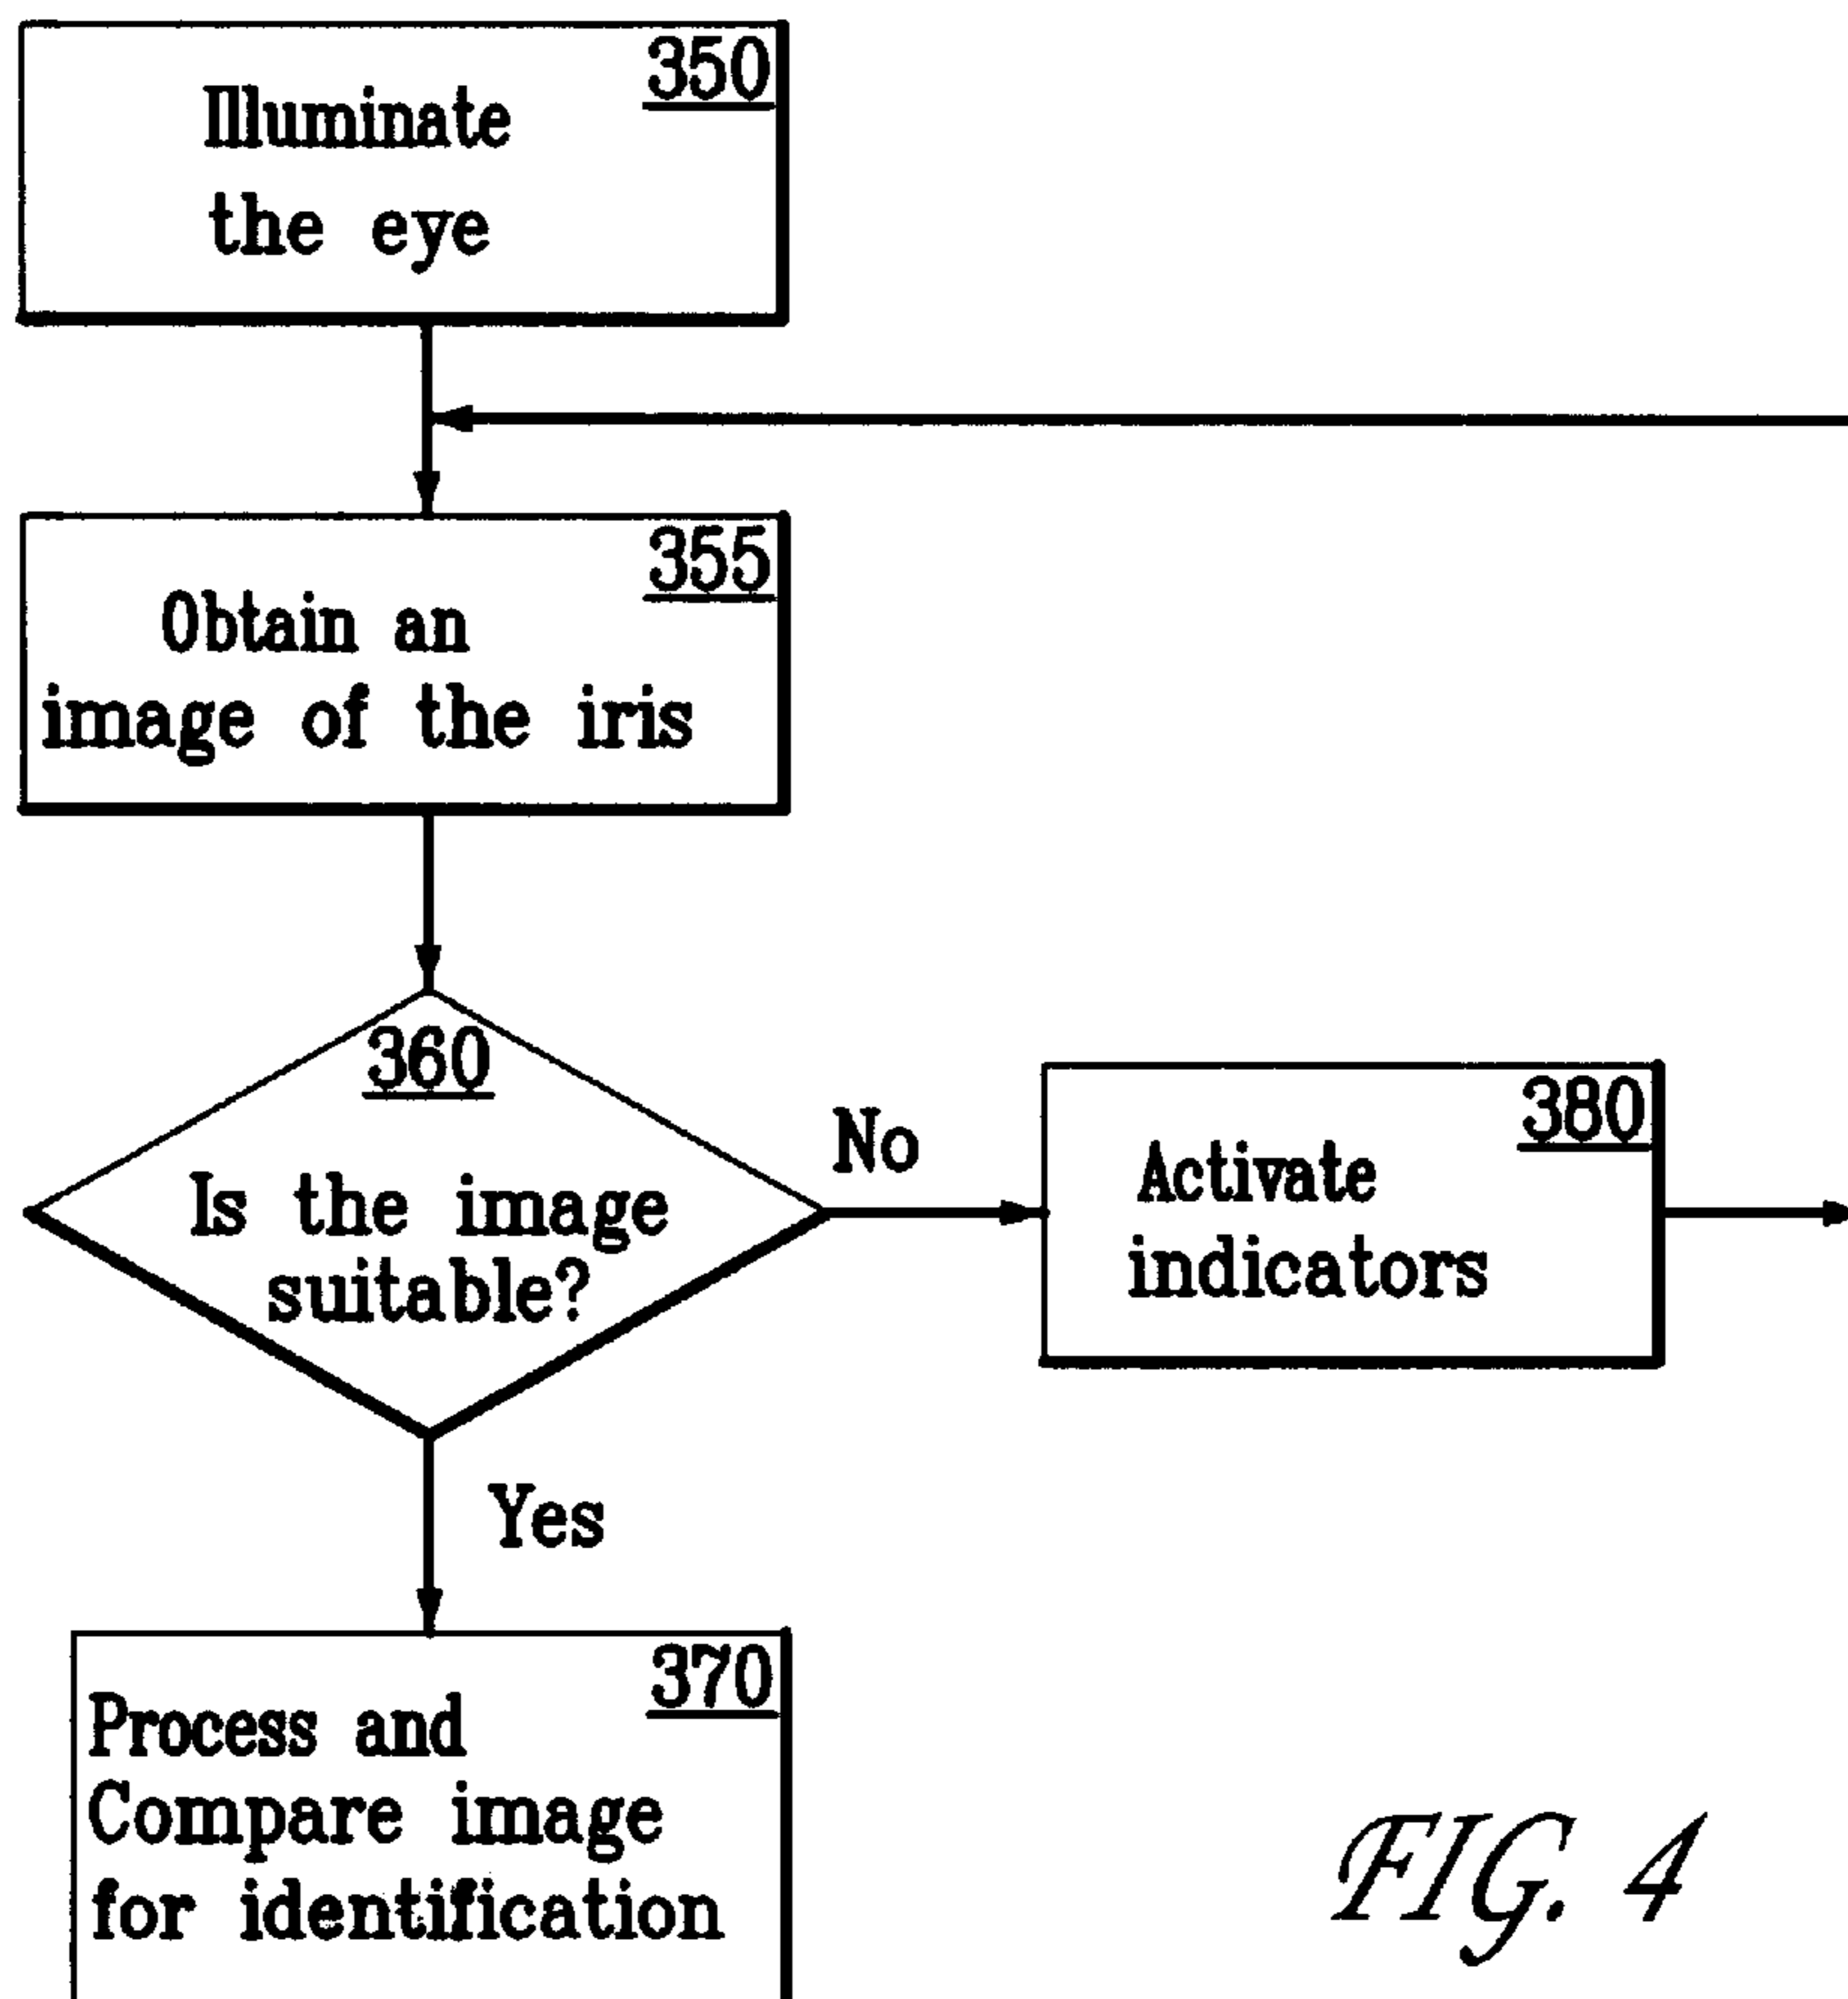 350
Illuminate
the eye
355
Obtain an
image of the iris
360
Is the image
suitable?
No
380
Activate
indicators
Yes
370
Process and
Compare image
for identification
FIG. 4